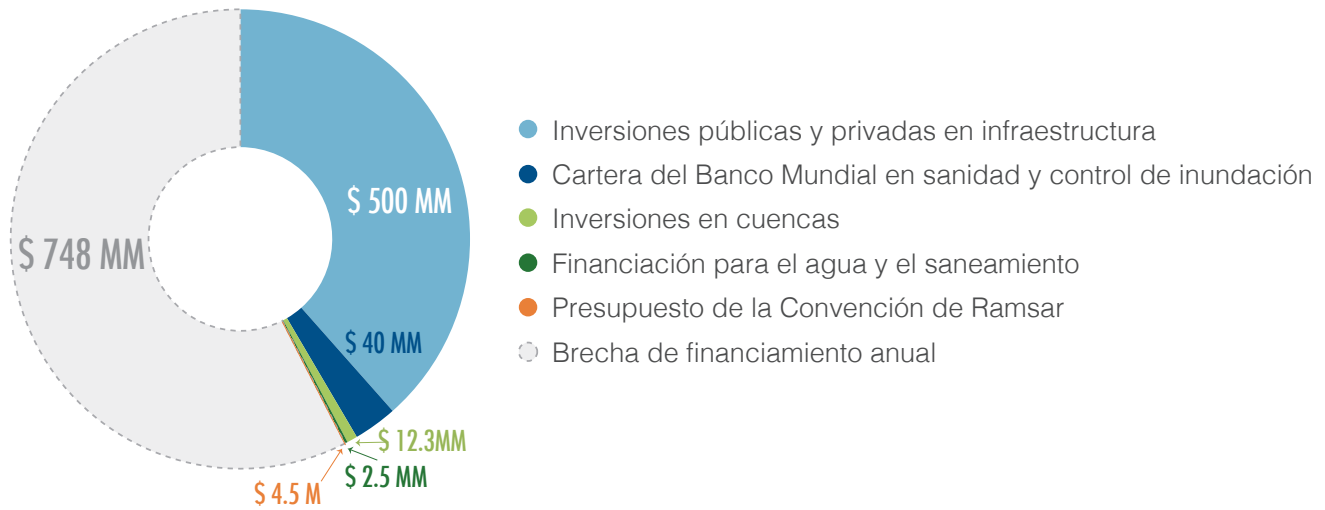 $ 500 MM
$ 748 MM
$ 40 MM
$ 12.3MM
$ 2.5 MM
$ 4.5 M
Inversiones públicas y privadas en infraestructura
Cartera del Banco Mundial en sanidad y control de inundación
Inversiones en cuencas
Financiación para el agua y el saneamiento
Presupuesto de la Convención de Ramsar
Brecha de financiamiento anual